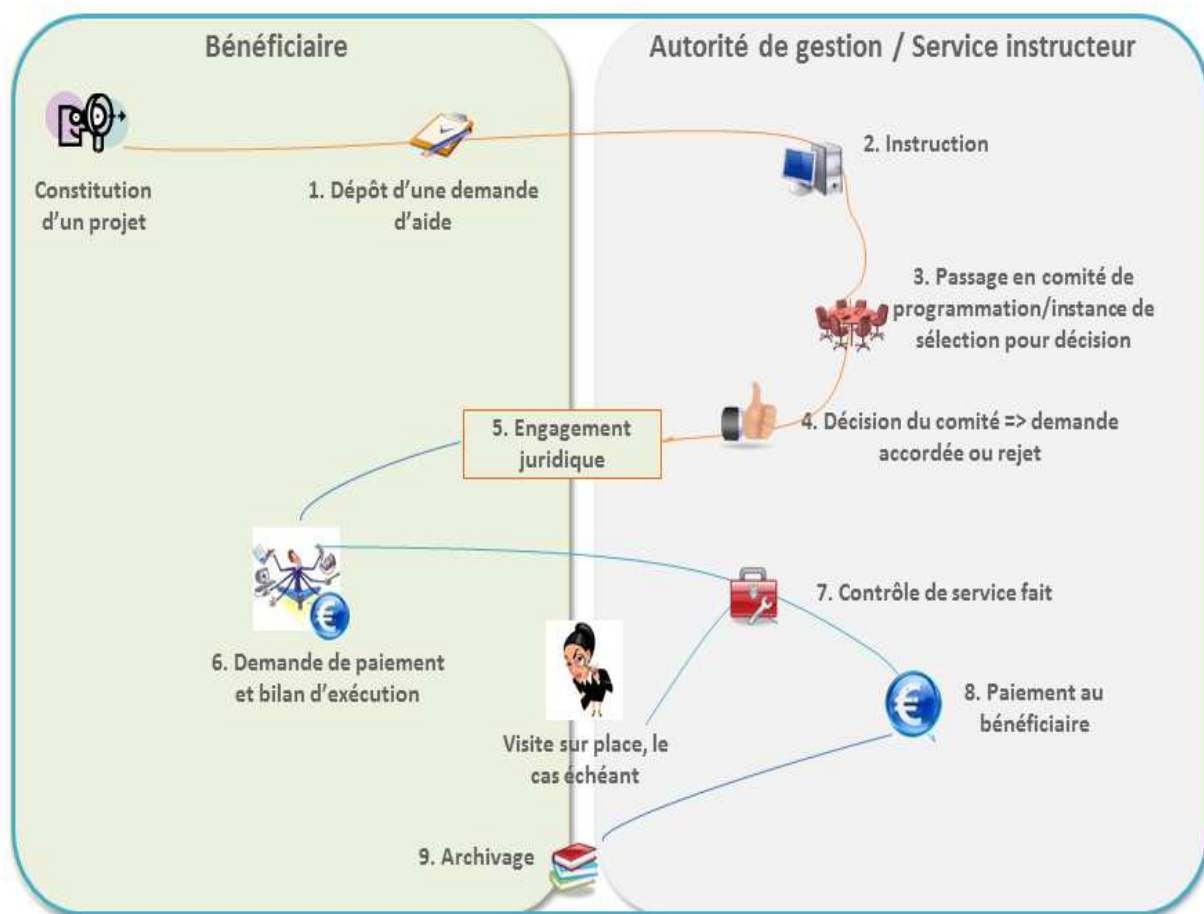 Bénéficiaire
Autorité de gestion / Service instructeur
Constitution
d’un projet
1. Dépôt d’une demande
d’aide
2. Instruction
3. Passage en comité de
programmation/instance de
sélection pour décision
4. Décision du comité => demande
accordée ou rejet
5. Engagement
juridique
6. Demande de paiement
et bilan d’exécution
7. Contrôle de service fait
Visite sur place, le
cas échéant
8. Paiement au
bénéficiaire
9. Archivage